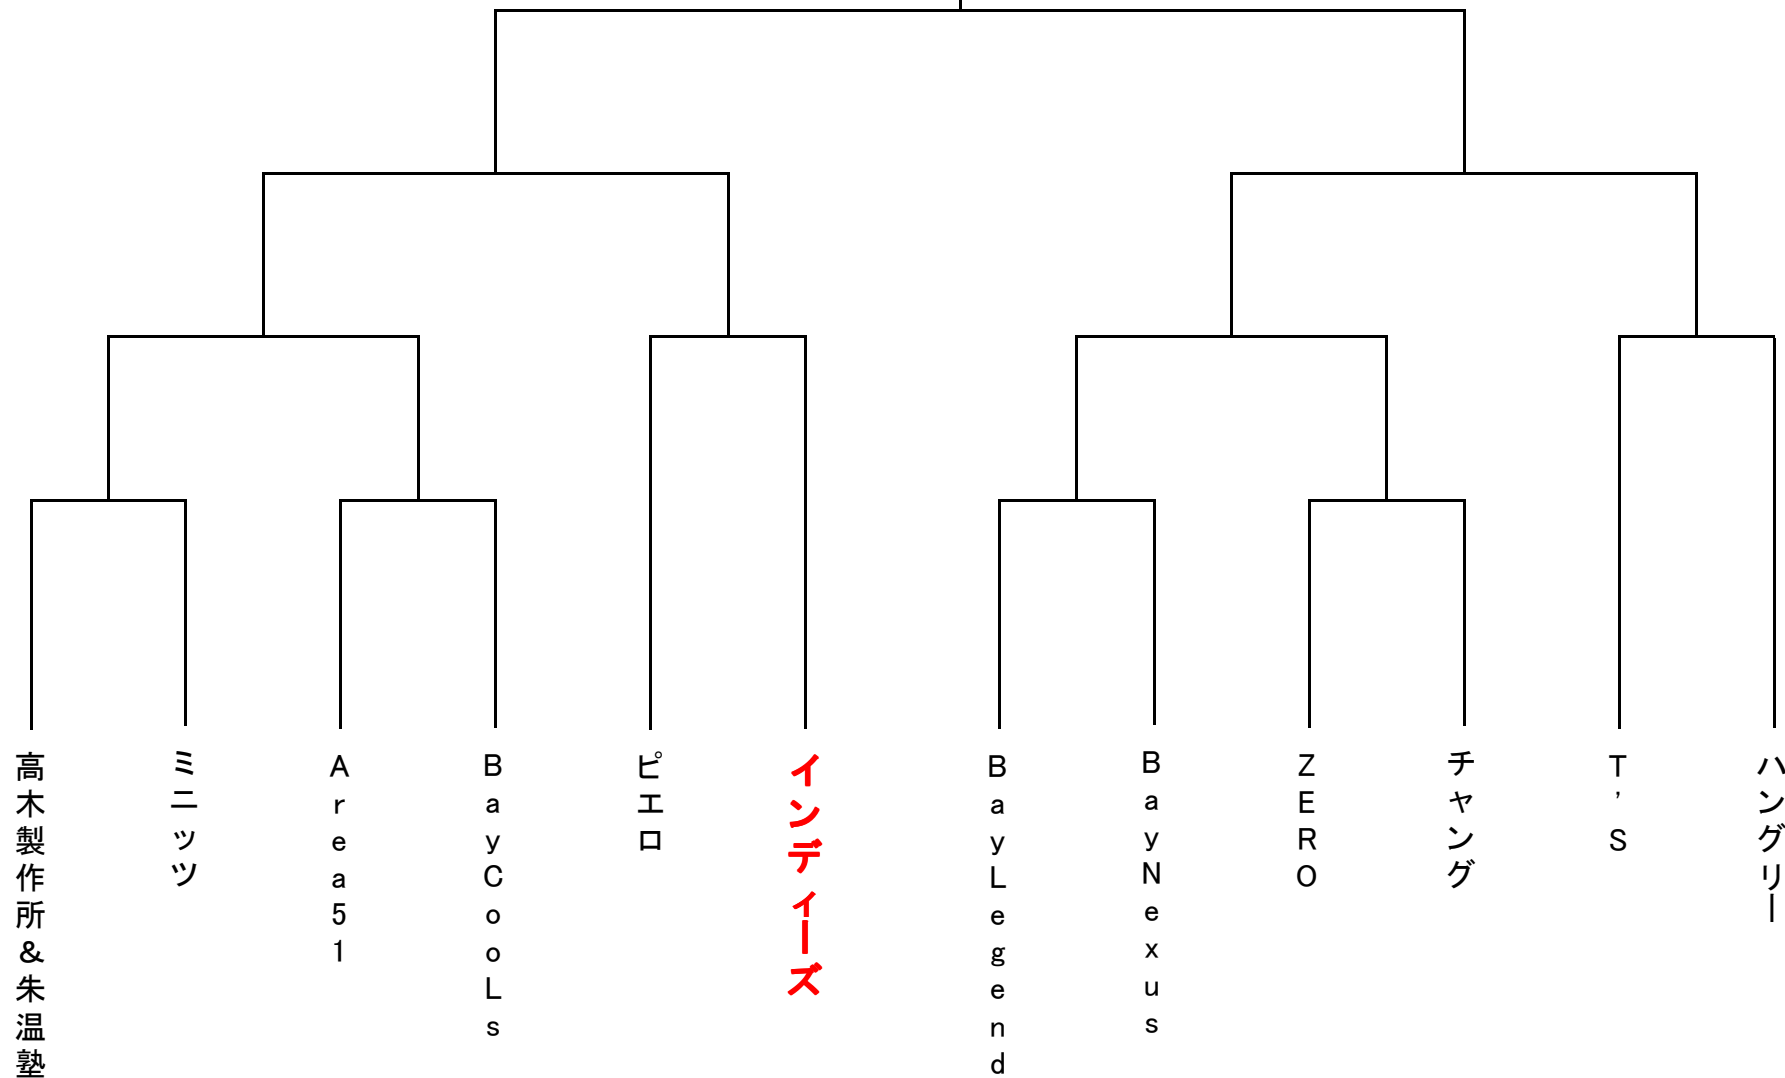 高木製作所&朱温塾
ミニッツ
Area51
BayCooLs
ピエロ
インディーズ
BayLegend
BayNexus
ZERO
チャング
T'S
ハングリー